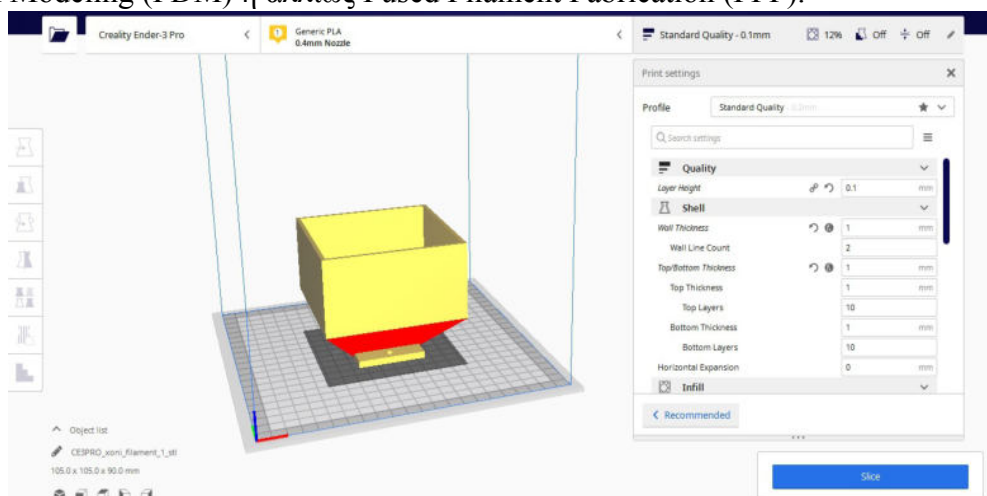 Modeling (FDM) ή αλλιώς Fused Filament Fabrication (FFF).
Creality Ender-3 Pro
Generic PLA
0.4mm Nozzle
Standard Quality - 0.1mm
12%
Off
Off
Print settings
Profile
Standard Quality - 0.2mm
Search settings
Quality
Layer Height
0.1
mm
Shell
Wall Thickness
1
mm
Wall Line Count
2
Top/Bottom Thickness
1
mm
Top Thickness
1
mm
Top Layers
10
Bottom Thickness
1
mm
Bottom Layers
10
Horizontal Expansion
0
mm
Infill
Recommended
Object list
CE3PRO_xoni_filament_1_stl
105.0 x 105.0 x 90.0 mm
Slice